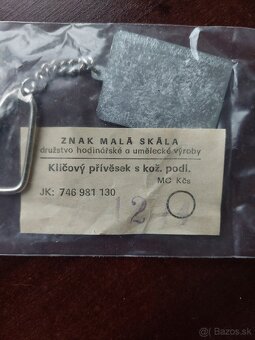 ZNAK MALÁ SKÁLA
družstvo hodinářské a umělecké výroby
Klíčový přívěsek s kož. podl.
MC Kčs
JK: 746 981 130
12,-
Bazos.sk